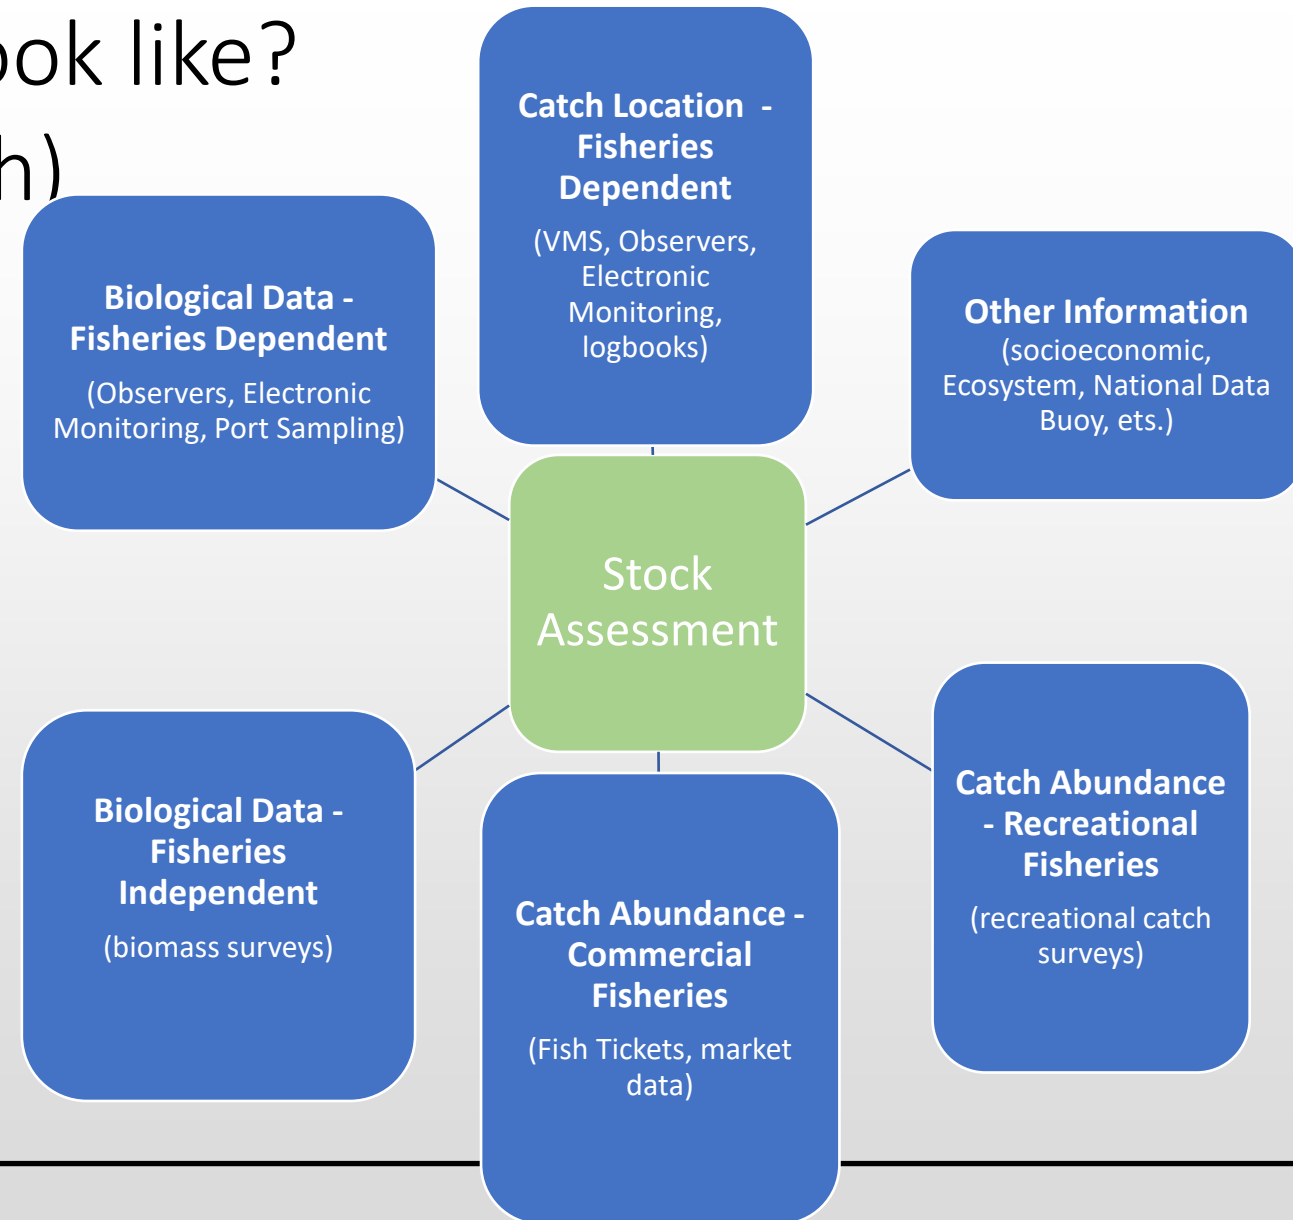 ook like?
h)
Catch Location -
Fisheries
Dependent
(VMS, Observers,
Electronic
Monitoring,
logbooks)
Biological Data -
Fisheries Dependent
(Observers, Electronic
Monitoring, Port Sampling)
Other Information
(socioeconomic,
Ecosystem, National Data
Buoy, ets.)
Stock
Assessment
Biological Data -
Fisheries
Independent
(biomass surveys)
Catch Abundance -
Commercial
Fisheries
(Fish Tickets, market
data)
Catch Abundance
- Recreational
Fisheries
(recreational catch
surveys)